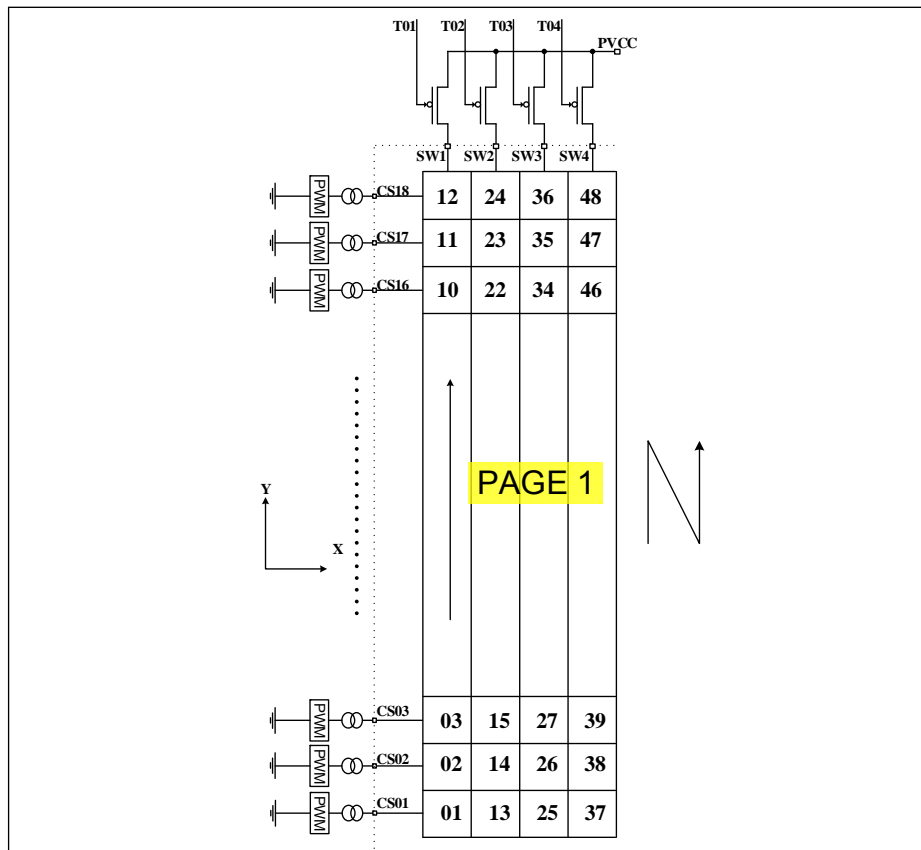 T01 T02 T03 T04
PVCC
SW1 SW2 SW3 SW4
PWM CS18 12 24 36 48
PWM CS17 11 23 35 47
PWM CS16 10 22 34 46
PAGE 1
Y
X
PWM CS03 03 15 27 39
PWM CS02 02 14 26 38
PWM CS01 01 13 25 37